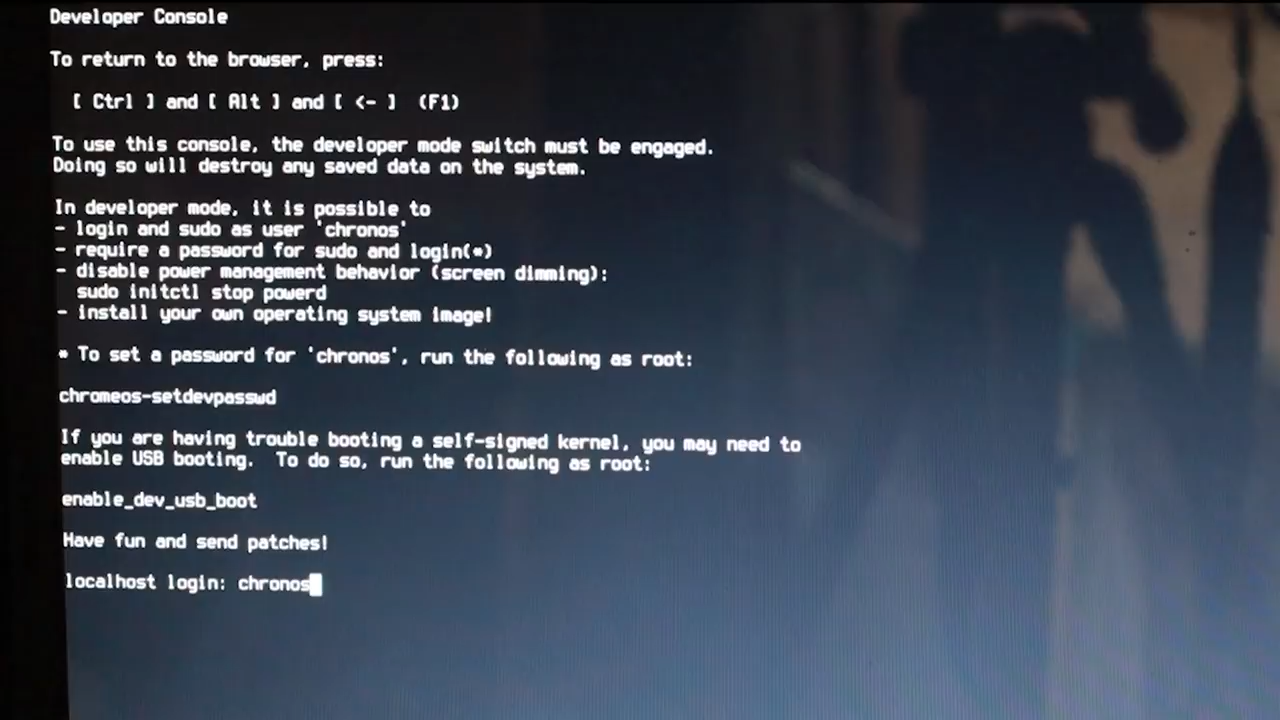 Developer Console
To return to the browser, press:
[ Ctrl ] and [ Alt ] and [ <- ] (F1)
To use this console, the developer mode switch must be engaged.
Doing so will destroy any saved data on the system.
In developer mode, it is possible to
- login and sudo as user 'chronos'
- require a password for sudo and login(*)
- disable power management behavior (screen dimming):
sudo initctl stop powerd
- install your own operating system image!
* To set a password for 'chronos', run the following as root:
chromeos-setdevpasswd
If you are having trouble booting a self-signed kernel, you may need to
enable USB booting. To do so, run the following as root:
enable_dev_usb_boot
Have fun and send patches!
localhost login: chronos